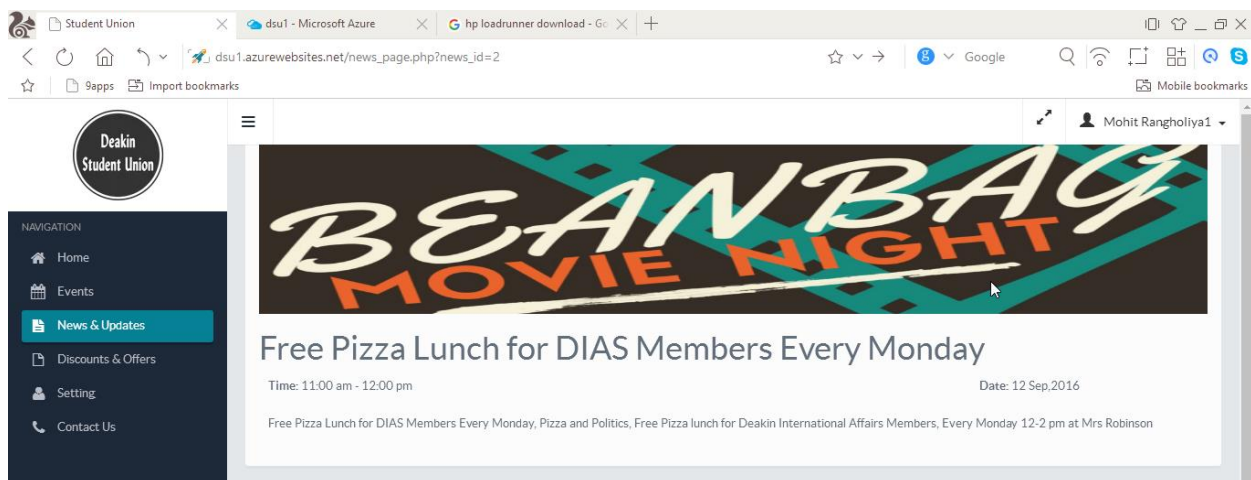 Student Union
dsu1 - Microsoft Azure
G hp loadrunner download - Go
dsu1.azurewebsites.net/news_page.php?news_id=2
8 Google
9apps
Import bookmarks
Mobile bookmarks
Deakin
Student Union
Mohit Rangholiya1
NAVIGATION
Home
Events
News & Updates
Discounts & Offers
Setting
Contact Us
BEANBAG
MOVIE NIGHT
Free Pizza Lunch for DIAS Members Every Monday
Time: 11:00 am - 12:00 pm
Date: 12 Sep,2016
Free Pizza Lunch for DIAS Members Every Monday, Pizza and Politics, Free Pizza lunch for Deakin International Affairs Members, Every Monday 12-2 pm at Mrs Robinson